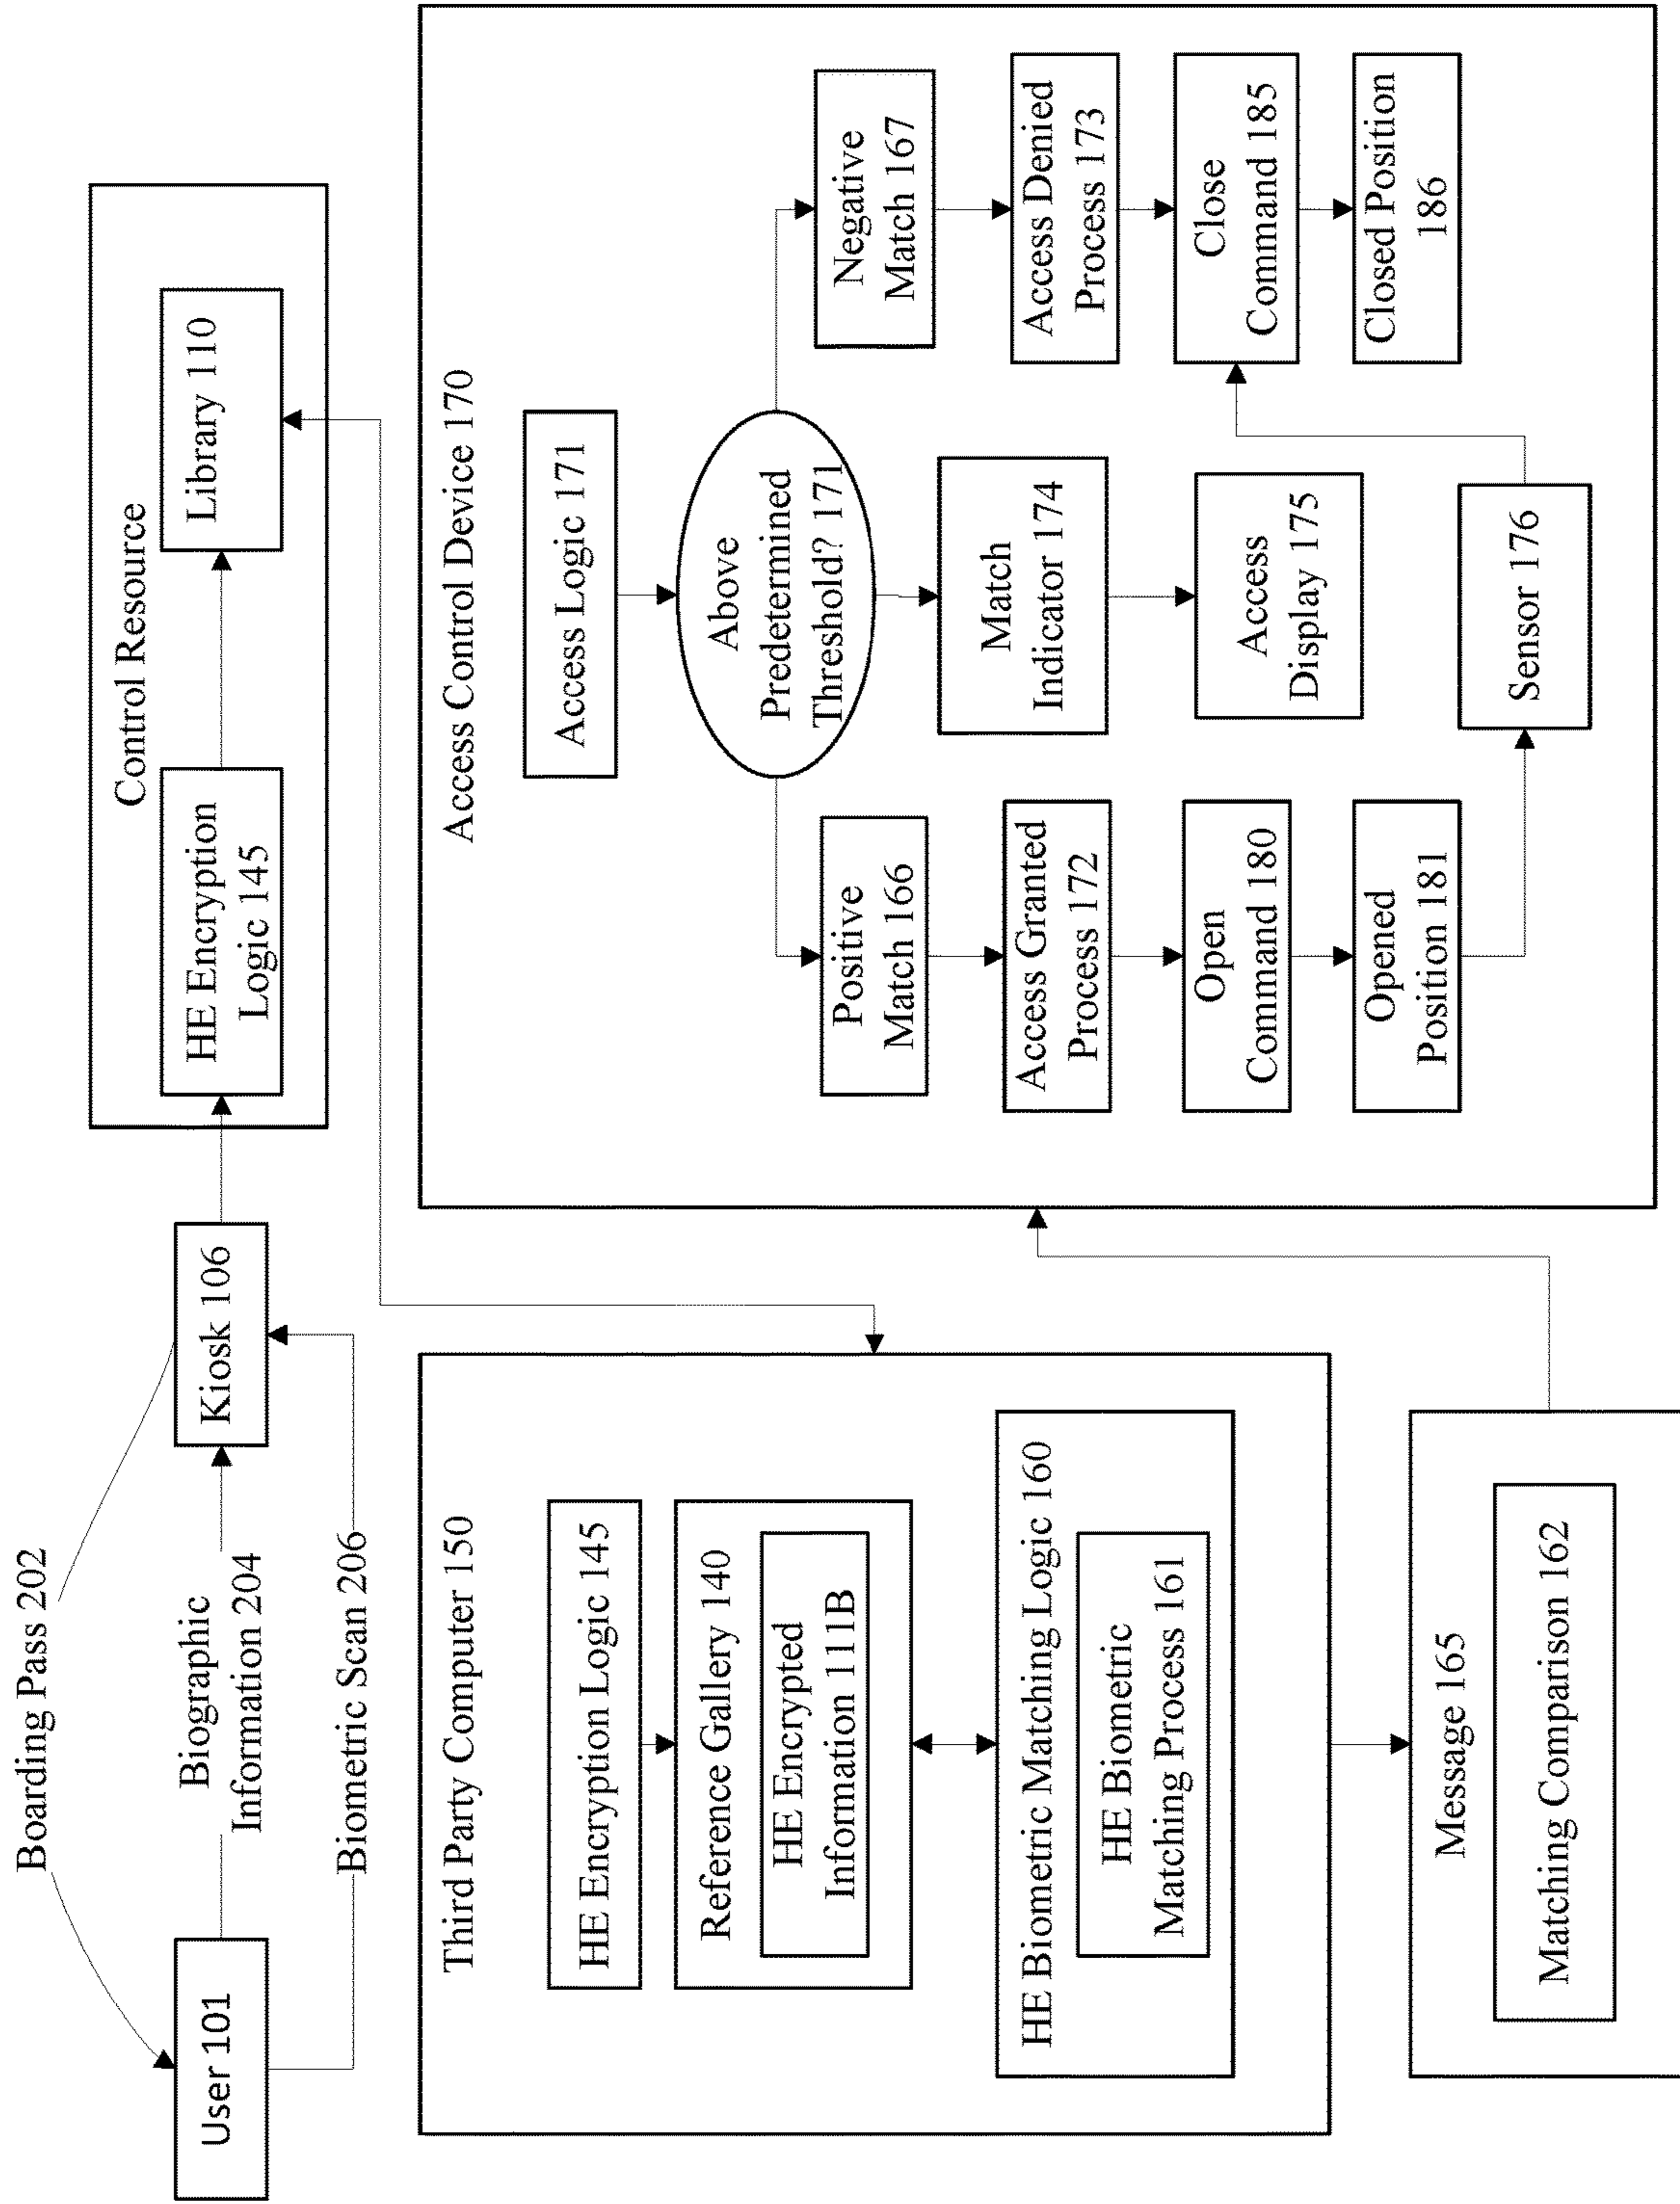 Boarding Pass 202
User 101
Biographic
Information 204
Biometric Scan 206
Kiosk 106
Control Resource
HE Encryption
Logic 145
Library 110
Third Party Computer 150
HE Encryption Logic 145
Reference Gallery 140
HE Encrypted
Information 111B
HE Biometric Matching Logic 160
HE Biometric
Matching Process 161
Message 165
Matching Comparison 162
Access Control Device 170
Access Logic 171
Above
Predetermined
Threshold? 171
Positive
Match 166
Access Granted
Process 172
Open
Command 180
Opened
Position 181
Match
Indicator 174
Access
Display 175
Sensor 176
Negative
Match 167
Access Denied
Process 173
Close
Command 185
Closed Position
186